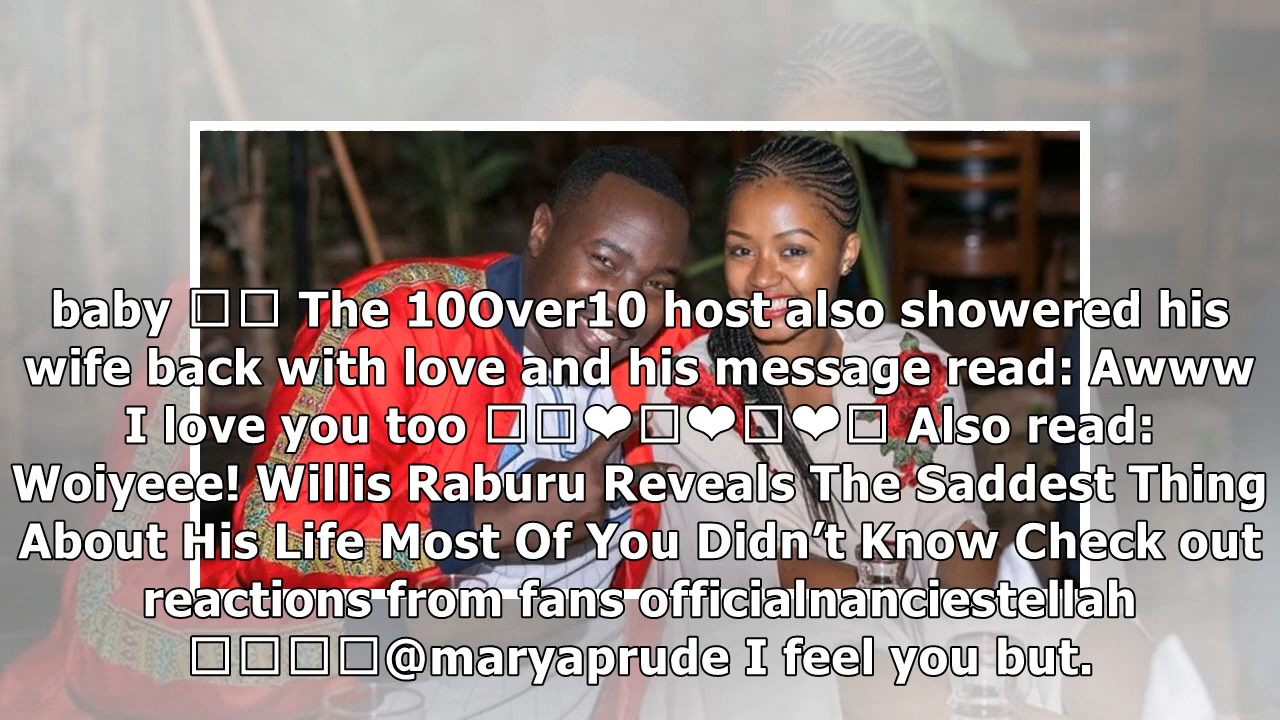 baby □□ The 10Over10 host also showered his
wife back with love and his message read: Awww
I love you too □□❤□❤□❤□ Also read:
Woiyeee! Willis Raburu Reveals The Saddest Thing
About His Life Most Of You Didn’t Know Check out
reactions from fans officialnanciestellah
□□□□@maryaprude I feel you but.